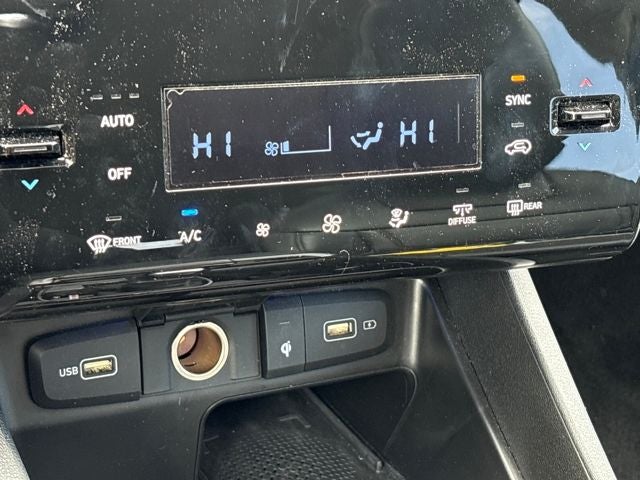 AUTO
SYNC
HI
HI
OFF
FRONT
A/C
DIFFUSE
REAR
USB